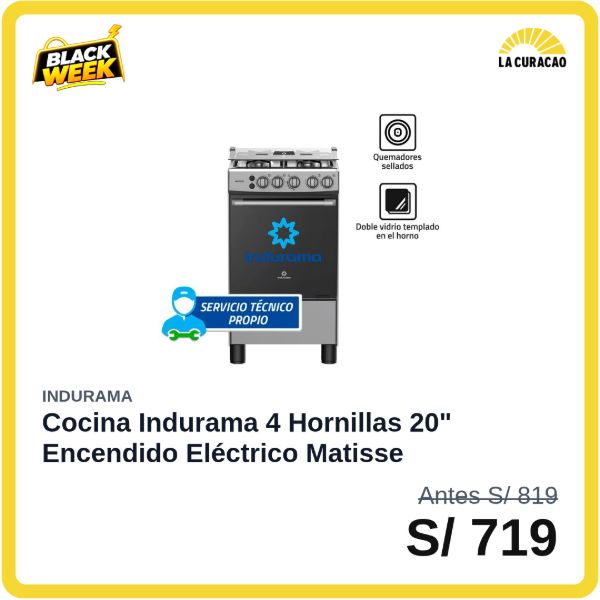 BLACK
WEEK
LA CURACAO
Quemadores
sellados
Doble vidrio templado
en el horno
indurama
SERVICIO TÉCNICO
PROPIO
INDURAMA
Cocina Indurama 4 Hornillas 20"
Encendido Eléctrico Matisse
Antes S/ 819
S/ 719